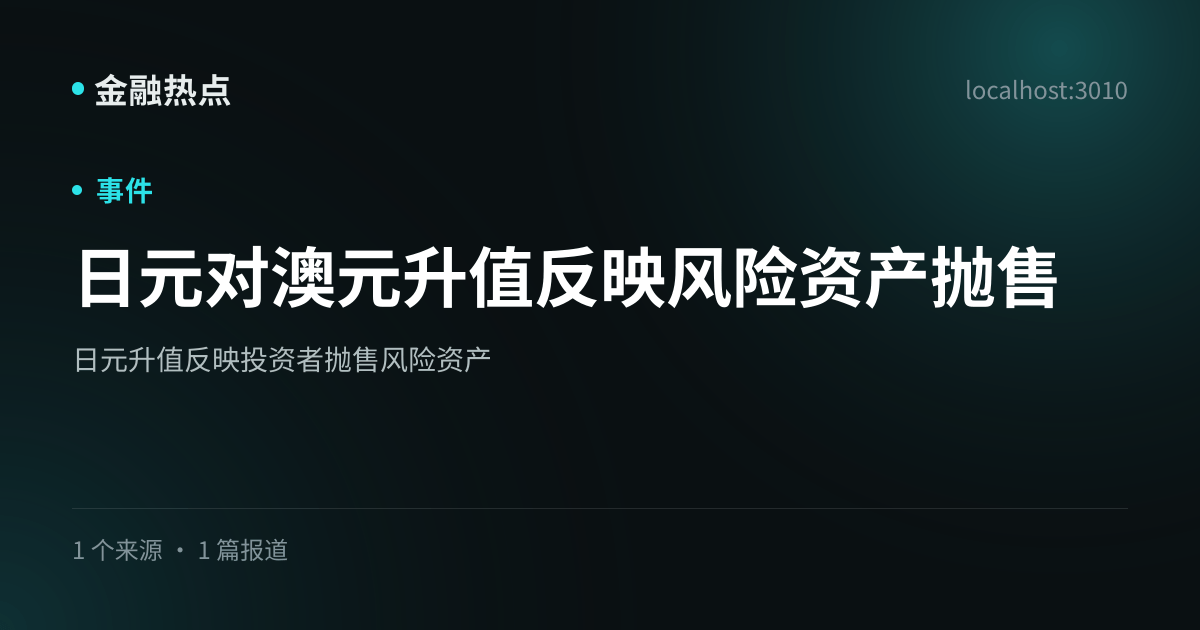 金融热点
localhost:3010
事件
日元对澳元升值反映风险资产抛售
日元升值反映投资者抛售风险资产
1 个来源 · 1 篇报道